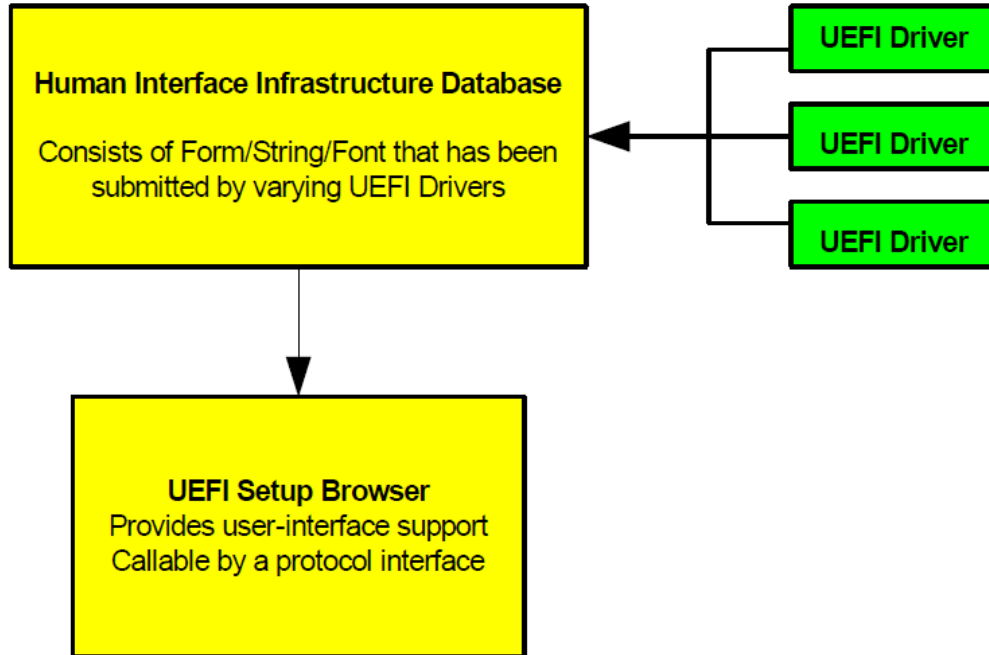 Human Interface Infrastructure Database
Consists of Form/String/Font that has been
submitted by varying UEFI Drivers
UEFI Driver
UEFI Driver
UEFI Driver
UEFI Setup Browser
Provides user-interface support
Callable by a protocol interface